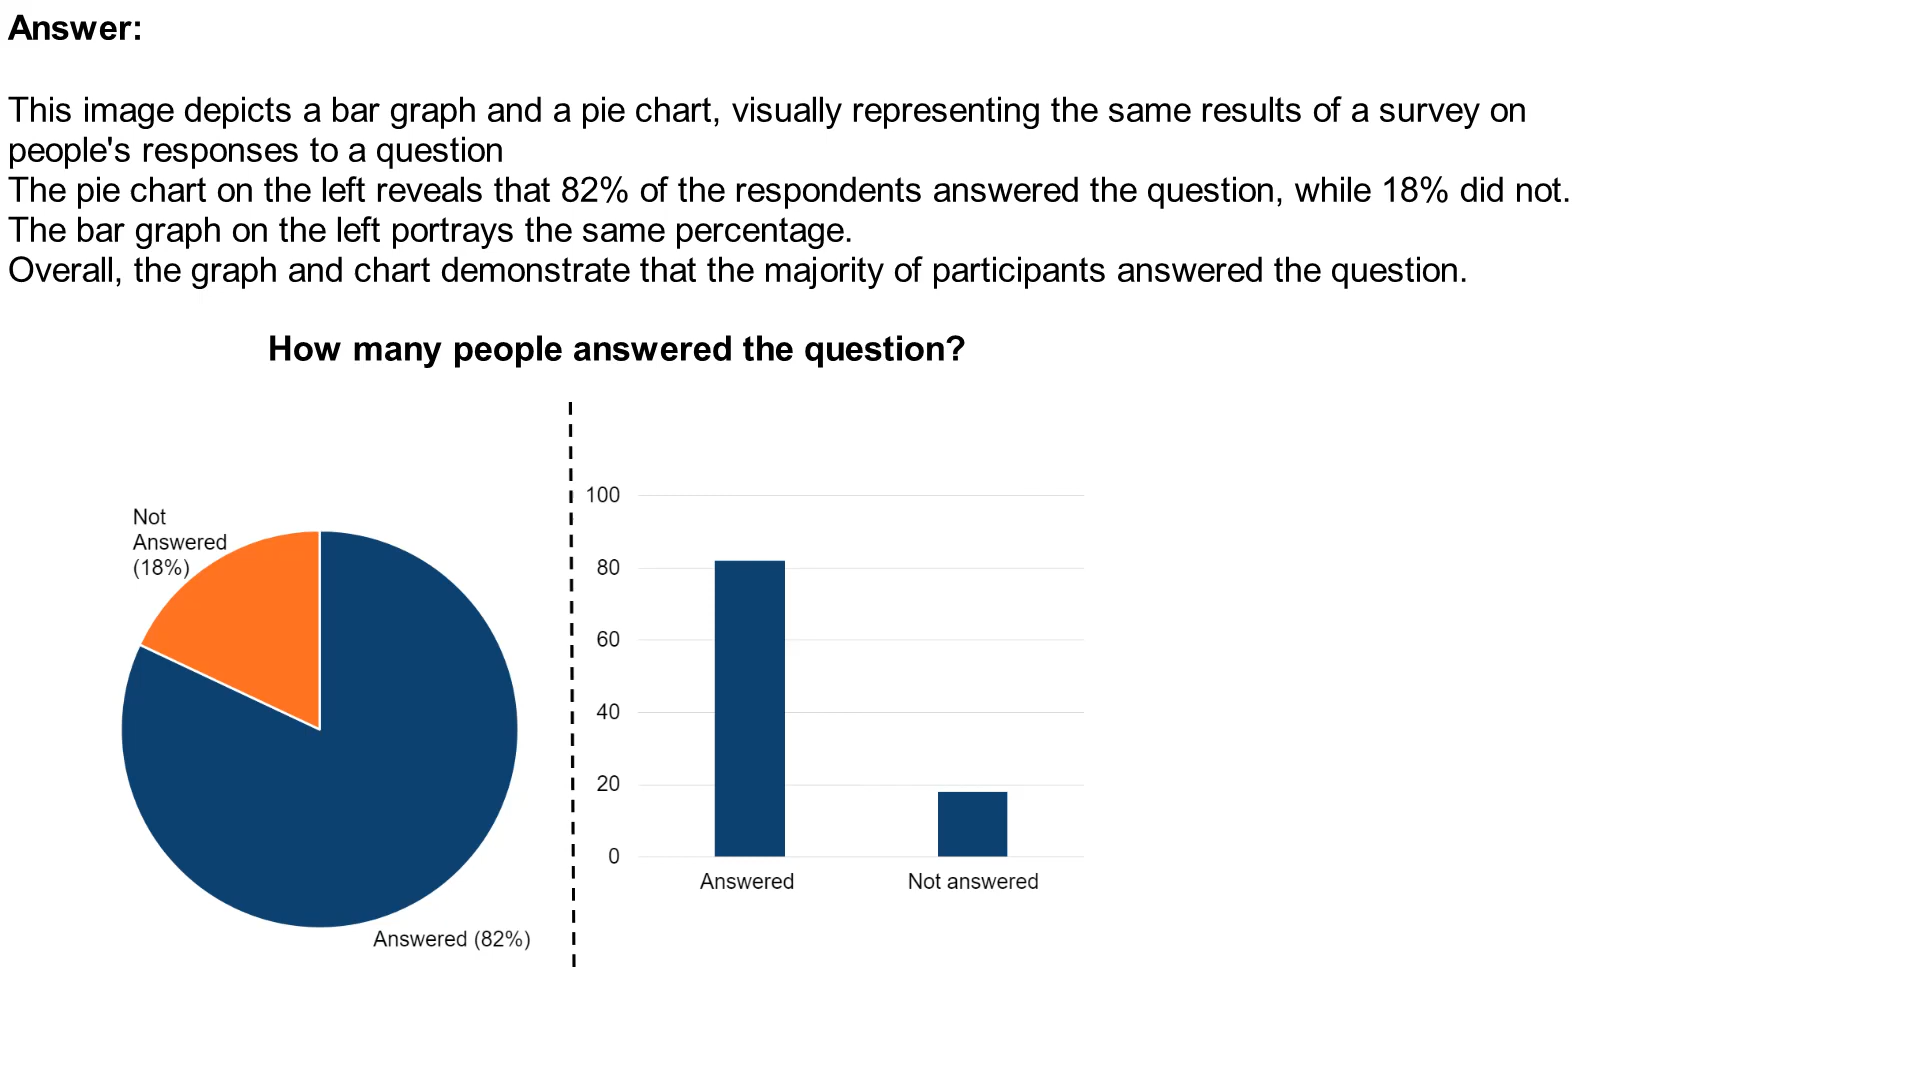 Answer:
This image depicts a bar graph and a pie chart, visually representing the same results of a survey on
people's responses to a question
The pie chart on the left reveals that 82% of the respondents answered the question, while 18% did not.
The bar graph on the left portrays the same percentage.
Overall, the graph and chart demonstrate that the majority of participants answered the question.
How many people answered the question?
Not
Answered
(18%)
Answered (82%)
100
80
60
40
20
0
Answered
Not answered